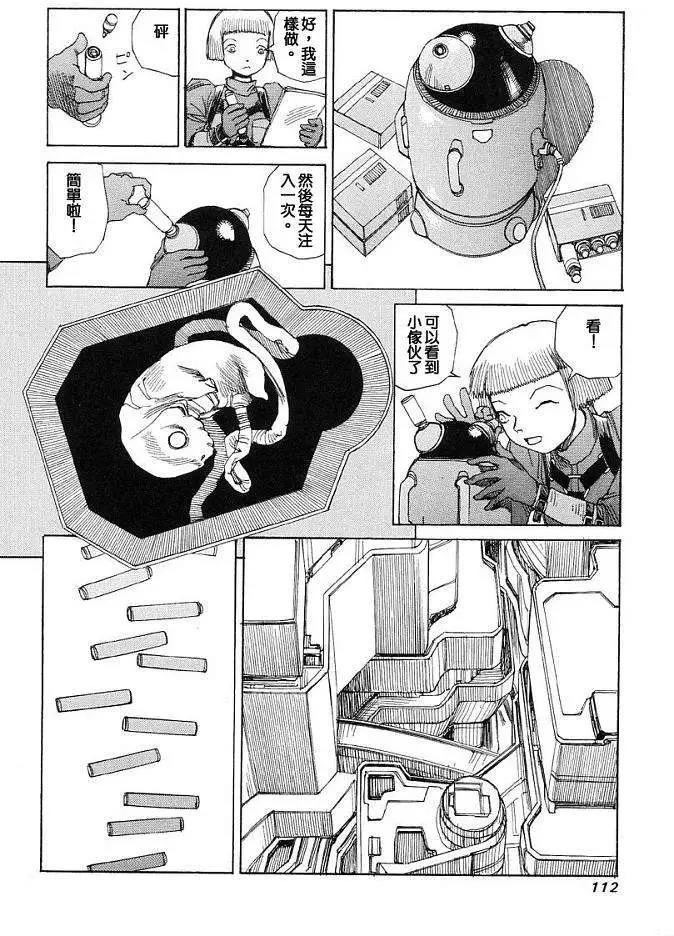 好，我這
樣做。
砰
ピン
然後每天注
入一次。
簡單啦！
看！
可以看到
小傢伙了
112